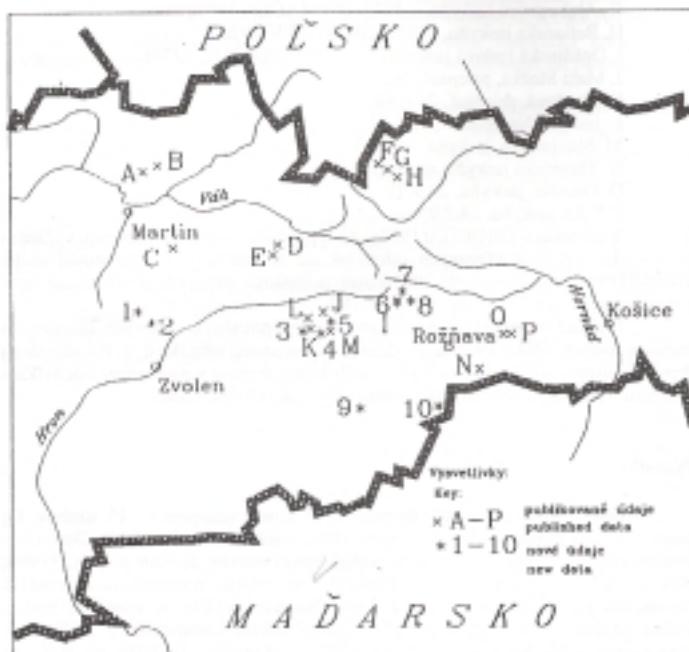 POĽSKO
F
G
H
A B
Váh
Martin
C
D
E
7
L J
6 8
I
O
Hornád
Košice
1
2
3 5
K 4 M
Rožňava
P
N
Zvolen
Hron
9
10
Vysvetlivky:
Key:
× A-P publikované údaje
published data
* 1-10 nové údaje
new data
MAĎARSKO